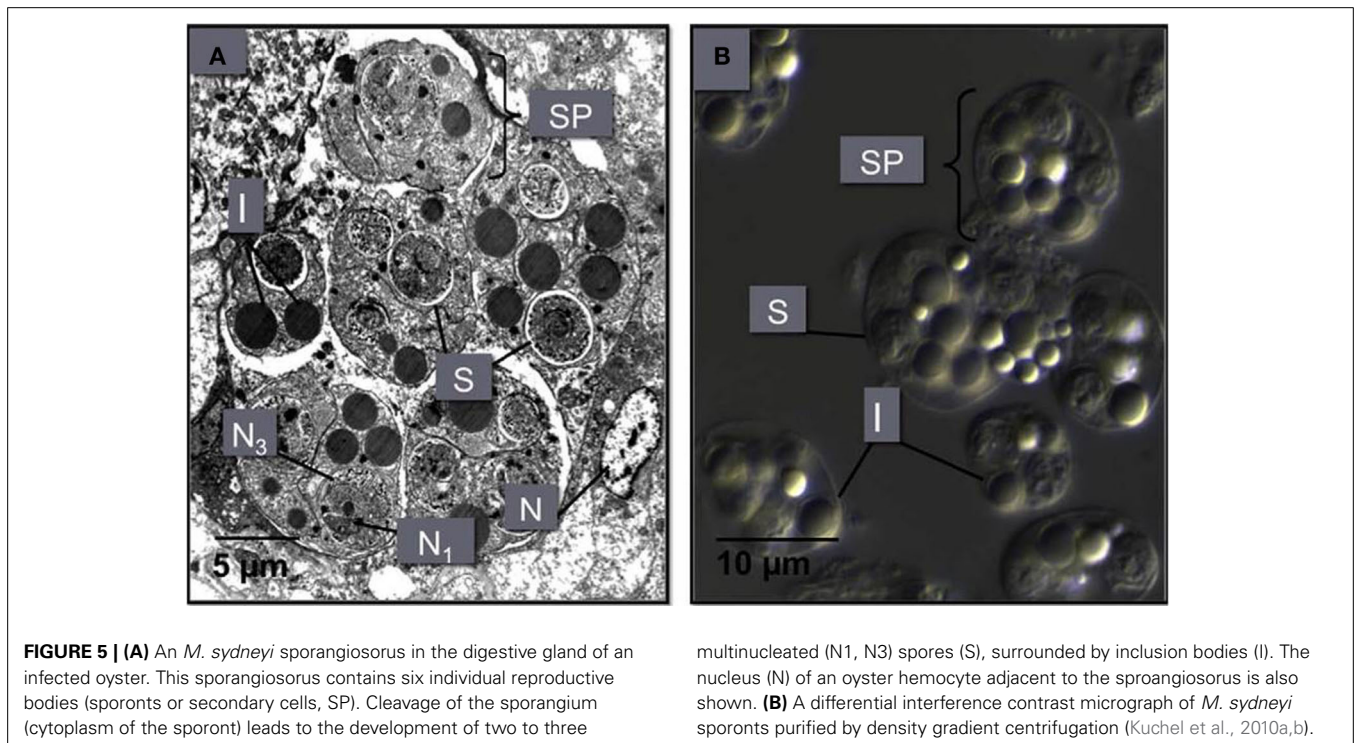 A
SP
I
S
N3
N
N1
5 µm
B
SP
S
I
10 µm
FIGURE 5 | (A) An M. sydneyi sporangiosorus in the digestive gland of an
infected oyster. This sporangiosorus contains six individual reproductive
bodies (sporonts or secondary cells, SP). Cleavage of the sporangium
(cytoplasm of the sporont) leads to the development of two to three
multinucleated (N1, N3) spores (S), surrounded by inclusion bodies (I). The
nucleus (N) of an oyster hemocyte adjacent to the sproangiosorus is also
shown. (B) A differential interference contrast micrograph of M. sydneyi
sporonts purified by density gradient centrifugation (Kuchel et al., 2010a,b).